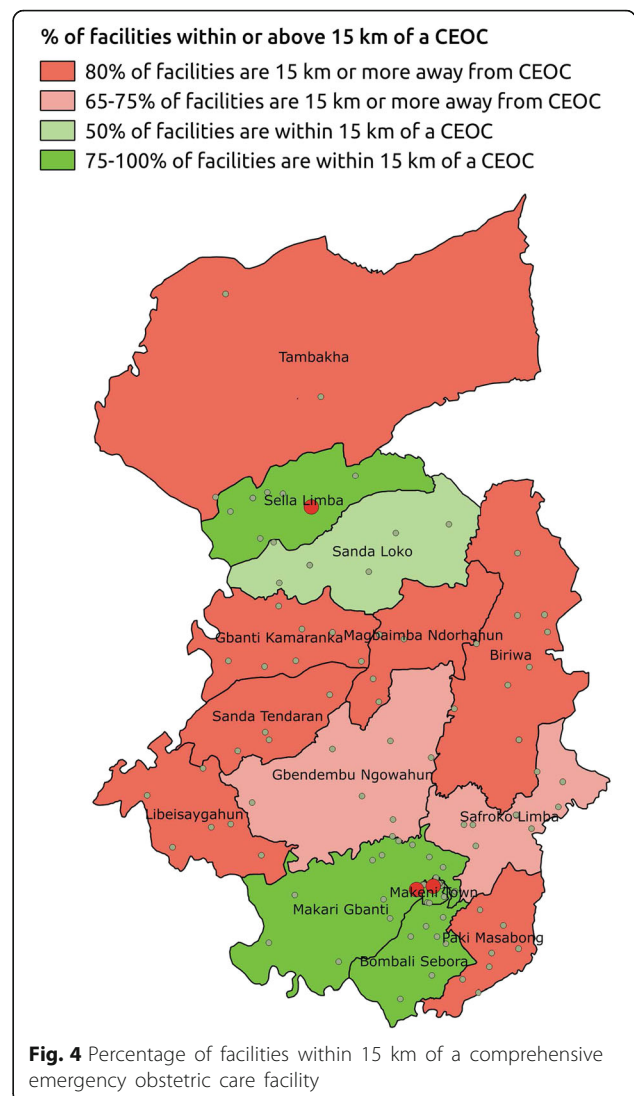 % of facilities within or above 15 km of a CEOC
80% of facilities are 15 km or more away from CEOC
65-75% of facilities are 15 km or more away from CEOC
50% of facilities are within 15 km of a CEOC
75-100% of facilities are within 15 km of a CEOC
Tambakha
Sella Limba
Sanda Loko
Gbanti Kamaranka
Magbaimba Ndorhahun
Biriwa
Sanda Tendaran
Gbendembu Ngowahun
Libeisaygahun
Safroko Limba
Makeni Town
Makari Gbanti
Paki Masabong
Bombali Sebora
Fig. 4 Percentage of facilities within 15 km of a comprehensive
emergency obstetric care facility